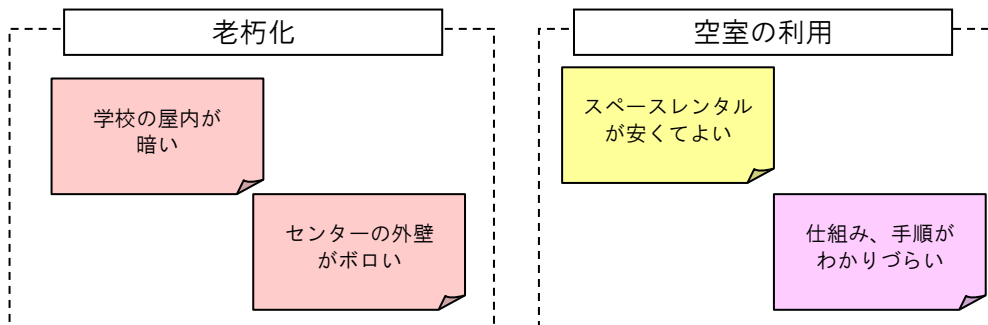 老朽化
学校の屋内が
暗い
センターの外壁
がボロい
空室の利用
スペースレンタル
が安くてよい
仕組み、手順が
わかりづらい